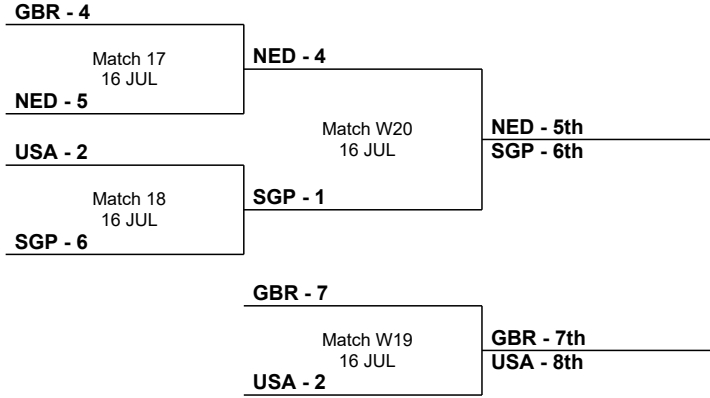 GBR - 4
Match 17
16 JUL
NED - 5
NED - 4
USA - 2
Match 18
16 JUL
SGP - 6
SGP - 1
Match W20
16 JUL
NED - 5th
SGP - 6th
GBR - 7
Match W19
16 JUL
USA - 2
GBR - 7th
USA - 8th